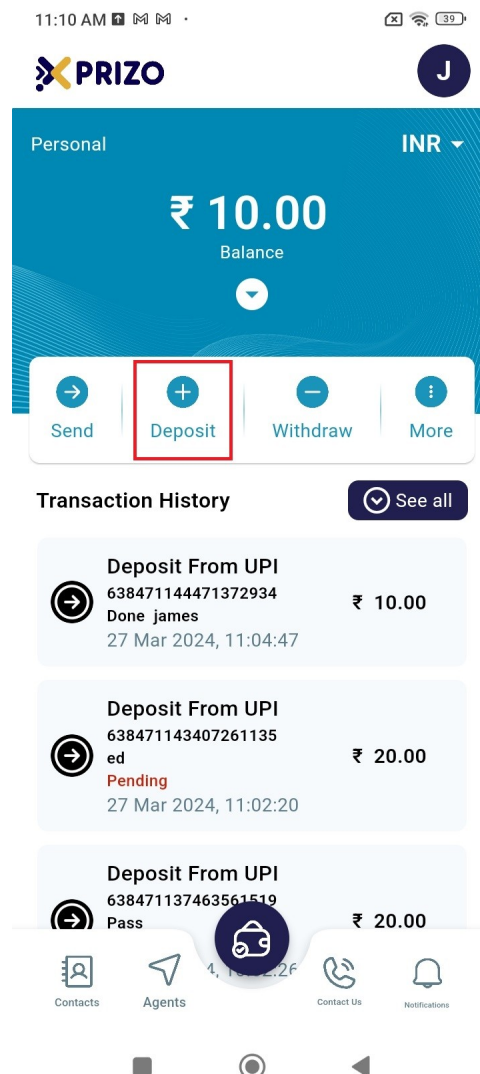 11:10 AM
39
PRIZO
J
Personal
INR
₹ 10.00
Balance
Send
Deposit
Withdraw
More
Transaction History
See all
Deposit From UPI
638471144471372934
Done james
₹ 10.00
27 Mar 2024, 11:04:47
Deposit From UPI
638471143407261135
ed
₹ 20.00
Pending
27 Mar 2024, 11:02:20
Deposit From UPI
638471137463561519
Pass
₹ 20.00
Contacts
Agents
Contact Us
Notifications